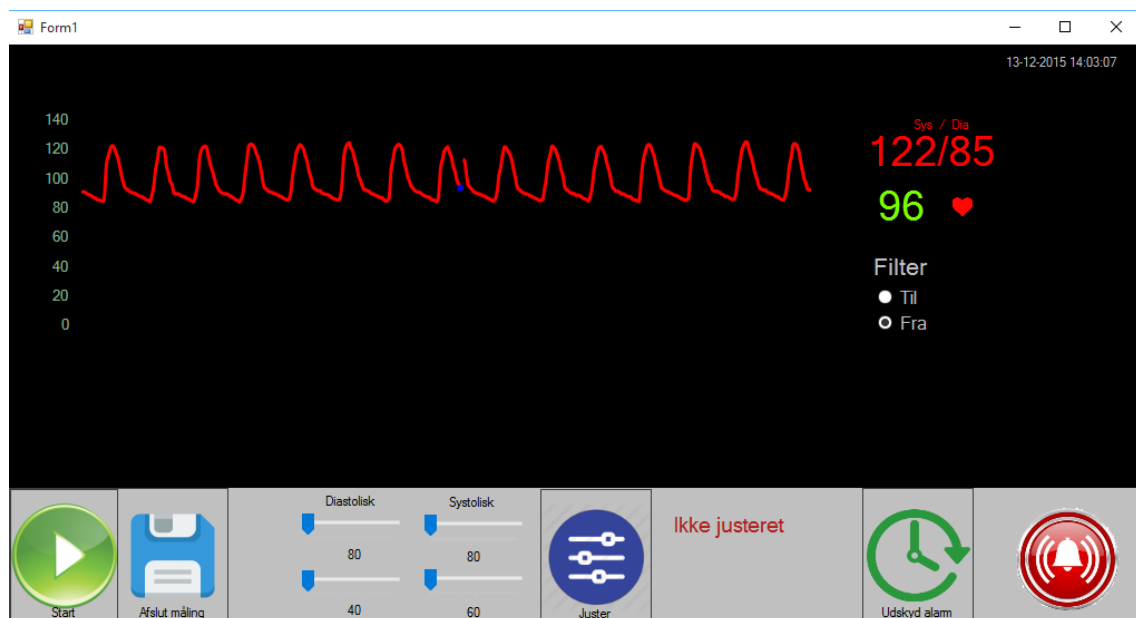 Form1
13-12-2015 14:03:07
140
120
100
80
60
40
20
0
Sys / Dia
122/85
96
Filter
Til
Fra
Start
Afslut måling
Diastolisk
80
40
Systolisk
80
60
Juster
Ikke justeret
Udskyd alarm